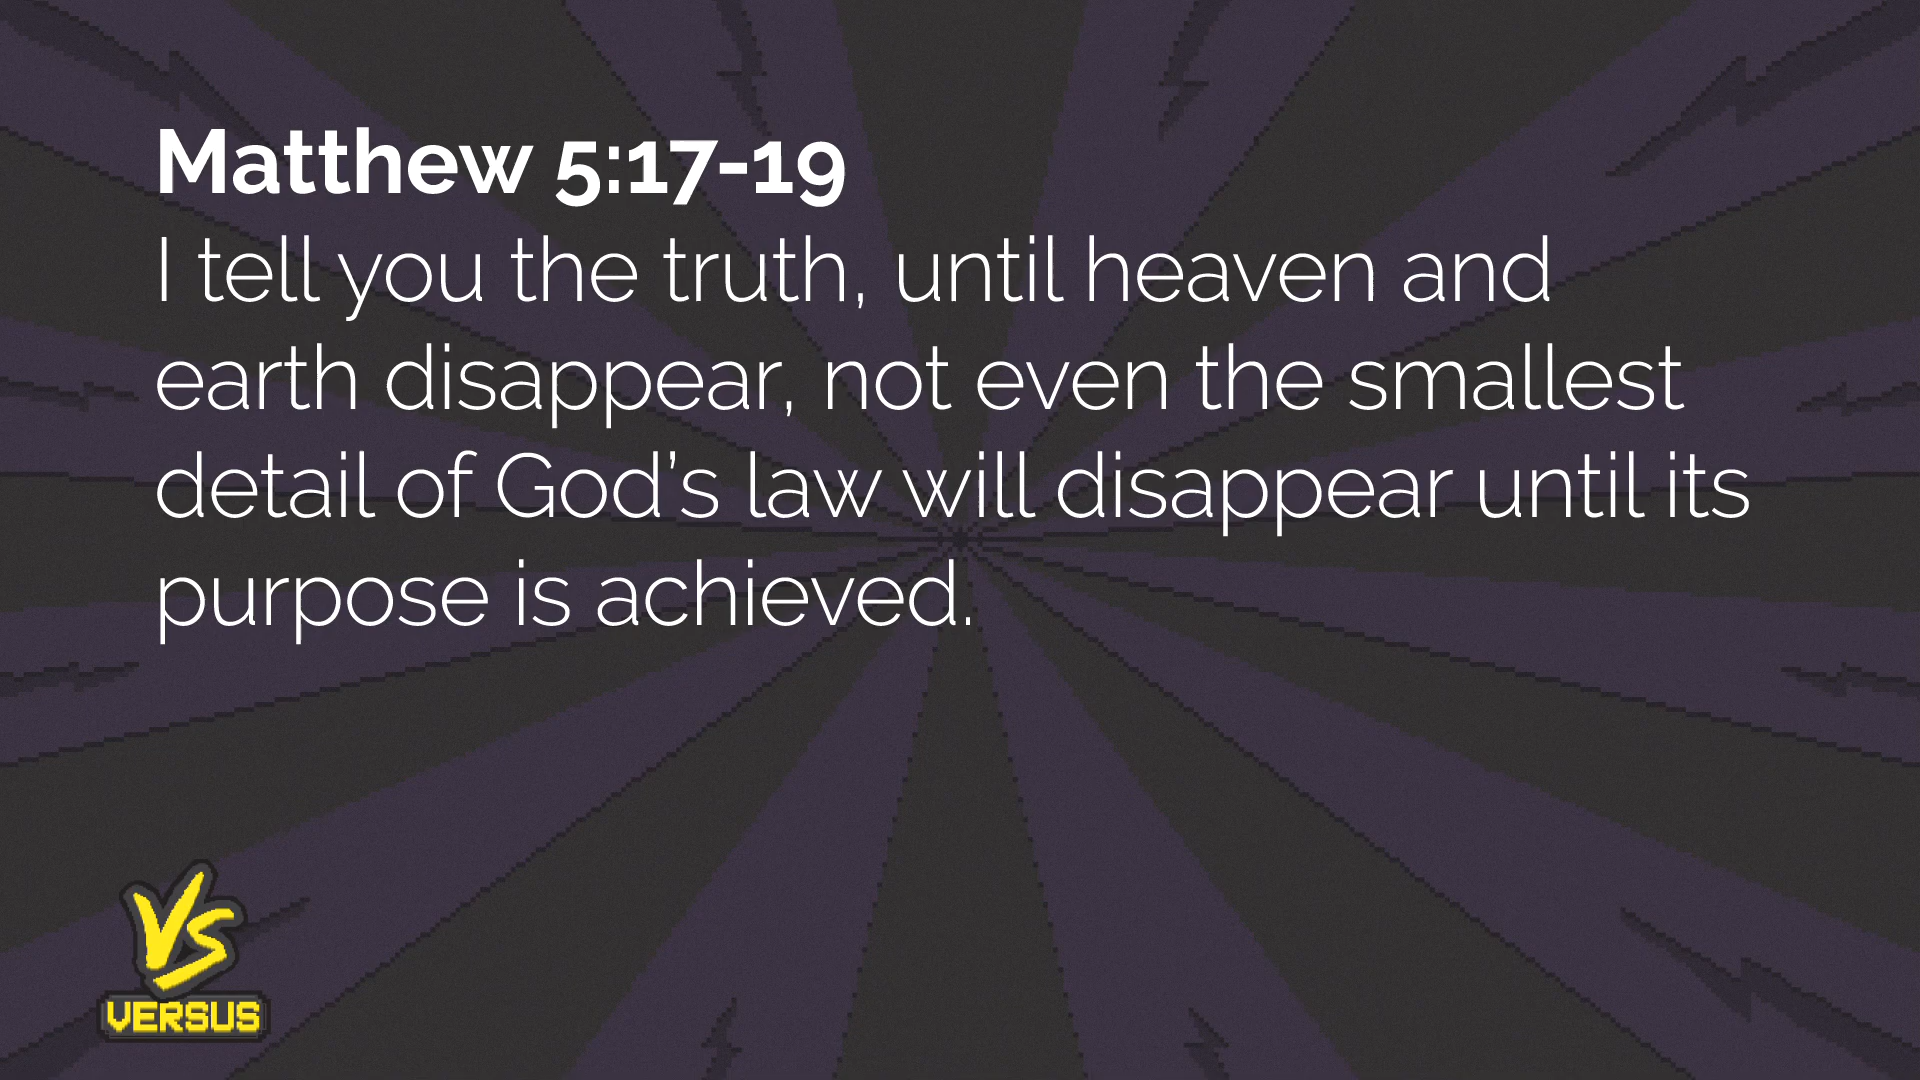 Matthew 5:17-19
I tell you the truth, until heaven and
earth disappear, not even the smallest
detail of God’s law will disappear until its
purpose is achieved.
Vs
VERSUS